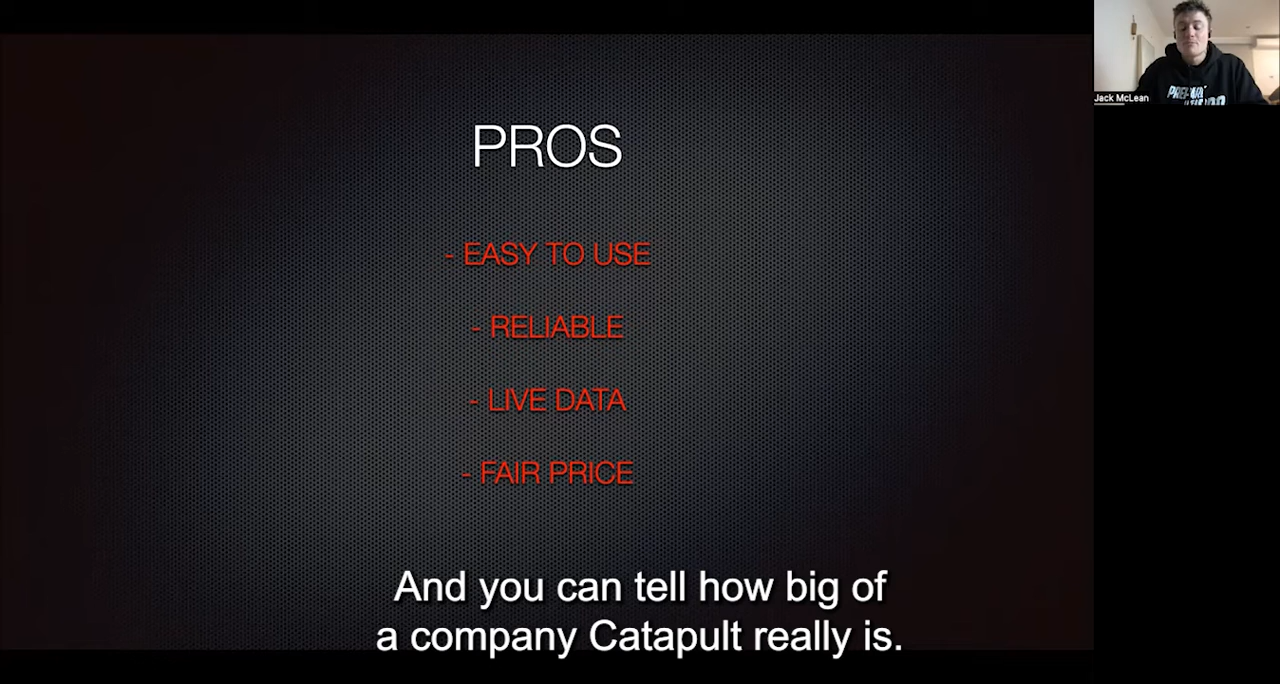 PROS
- EASY TO USE
- RELIABLE
- LIVE DATA
- FAIR PRICE
And you can tell how big of
a company Catapult really is.
Jack McLean